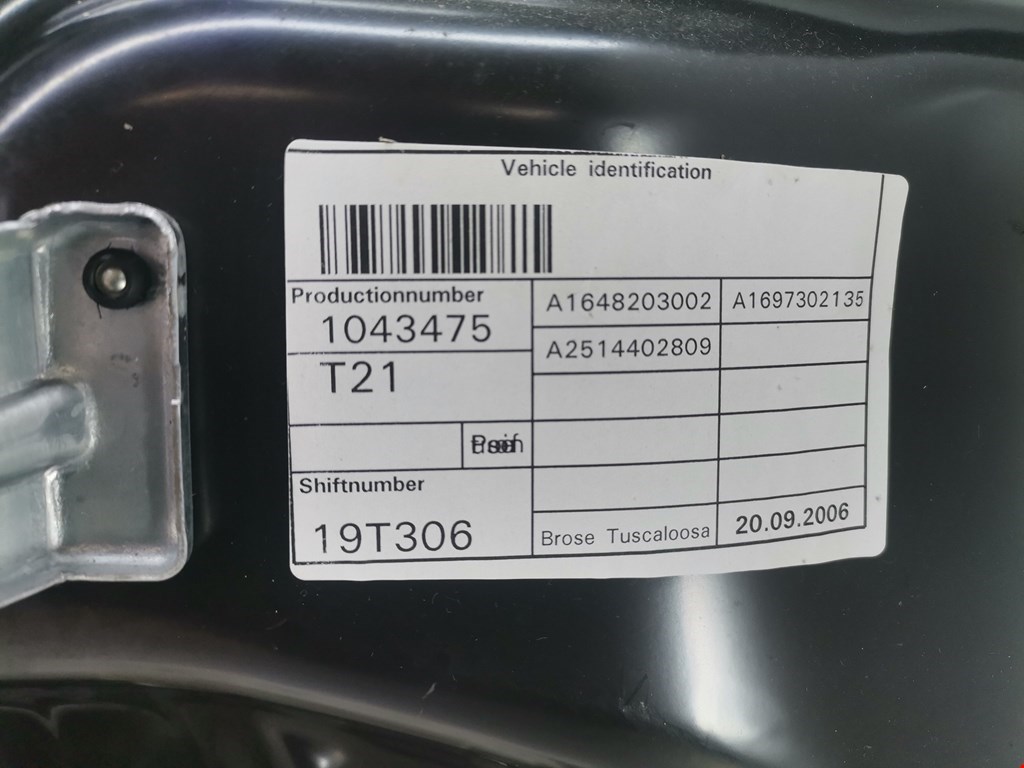 Vehicle identification
Productionnumber
1043475
T21
Shiftnumber
19T306
A1648203002
A1697302135
A2514402809
Brose Tuscaloosa
20.09.2006